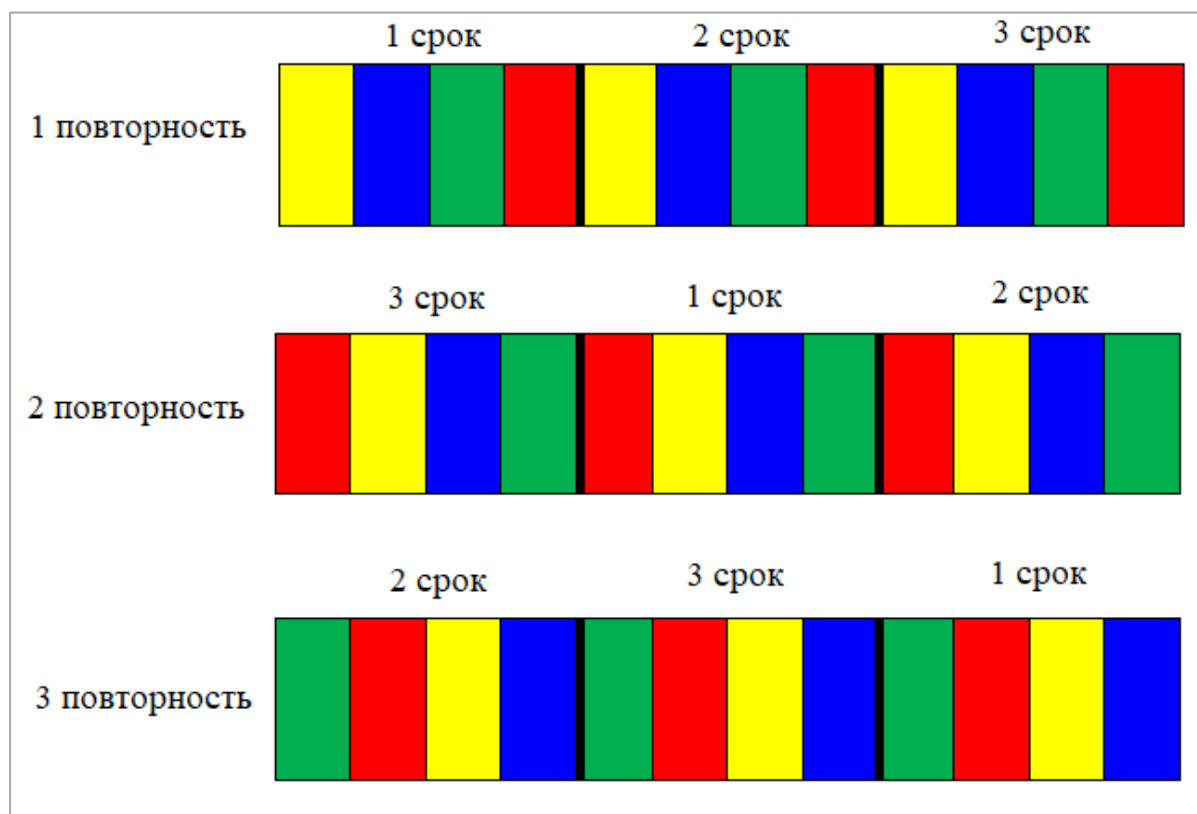 1 срок 2 срок 3 срок
1 повторность
3 срок 1 срок 2 срок
2 повторность
2 срок 3 срок 1 срок
3 повторность